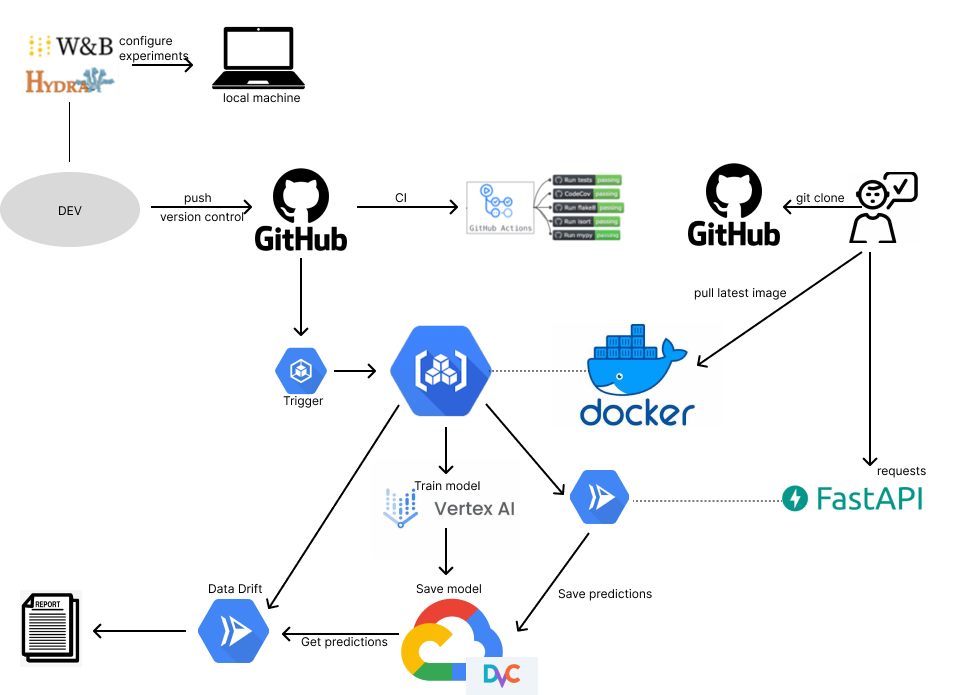 W&B
configure
experiments
HYDRA
local machine
DEV
push
version control
GitHub
CI
GitHub Actions
Run tests passing
CodeCov passing
Run flake8 passing
Run isort passing
Run mypy passing
GitHub
git clone
pull latest image
Trigger
docker
requests
FastAPI
Train model
Vertex AI
Save model
Save predictions
Data Drift
Get predictions
REPORT
DVC